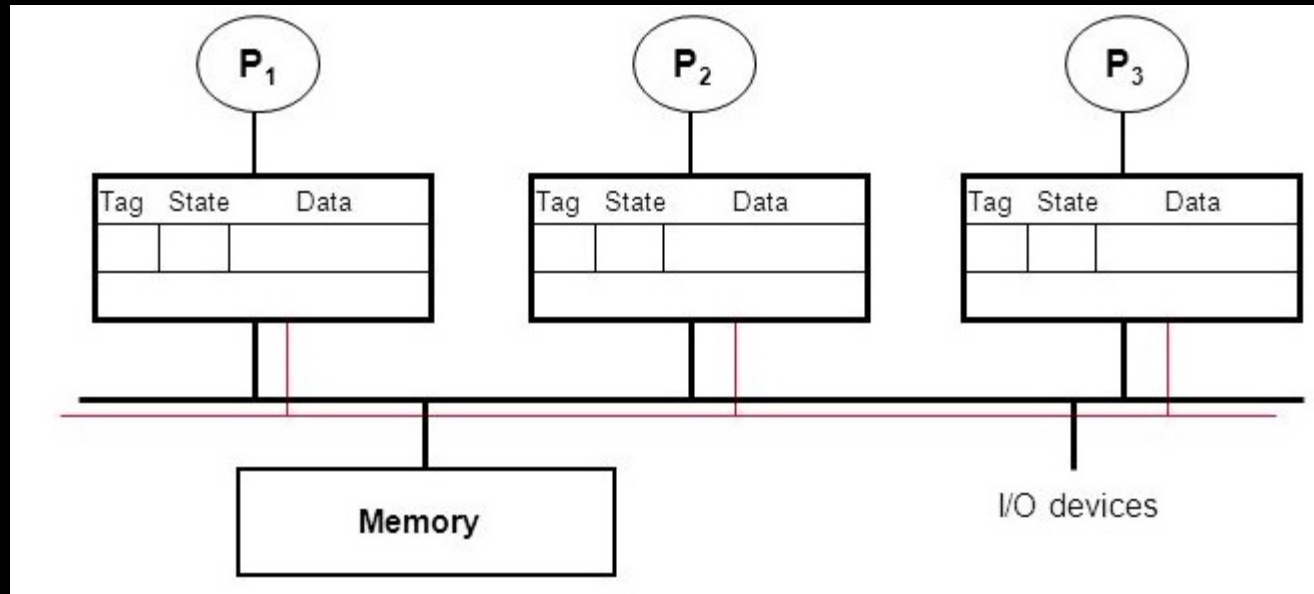 P₁ P₂ P₃
Tag State Data Tag State Data Tag State Data
I/O devices
Memory